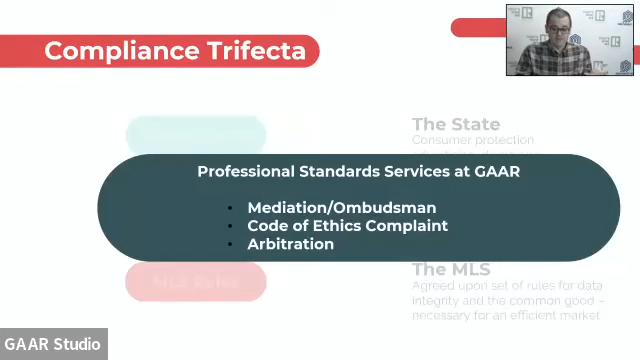 Compliance Trifecta
The State
Consumer protection
Professional Standards Services at GAAR
• Mediation/Ombudsman
• Code of Ethics Complaint
• Arbitration
MLS Rules
The MLS
Agreed upon set of rules for data
integrity and the common good –
necessary for an efficient market
GAAR Studio